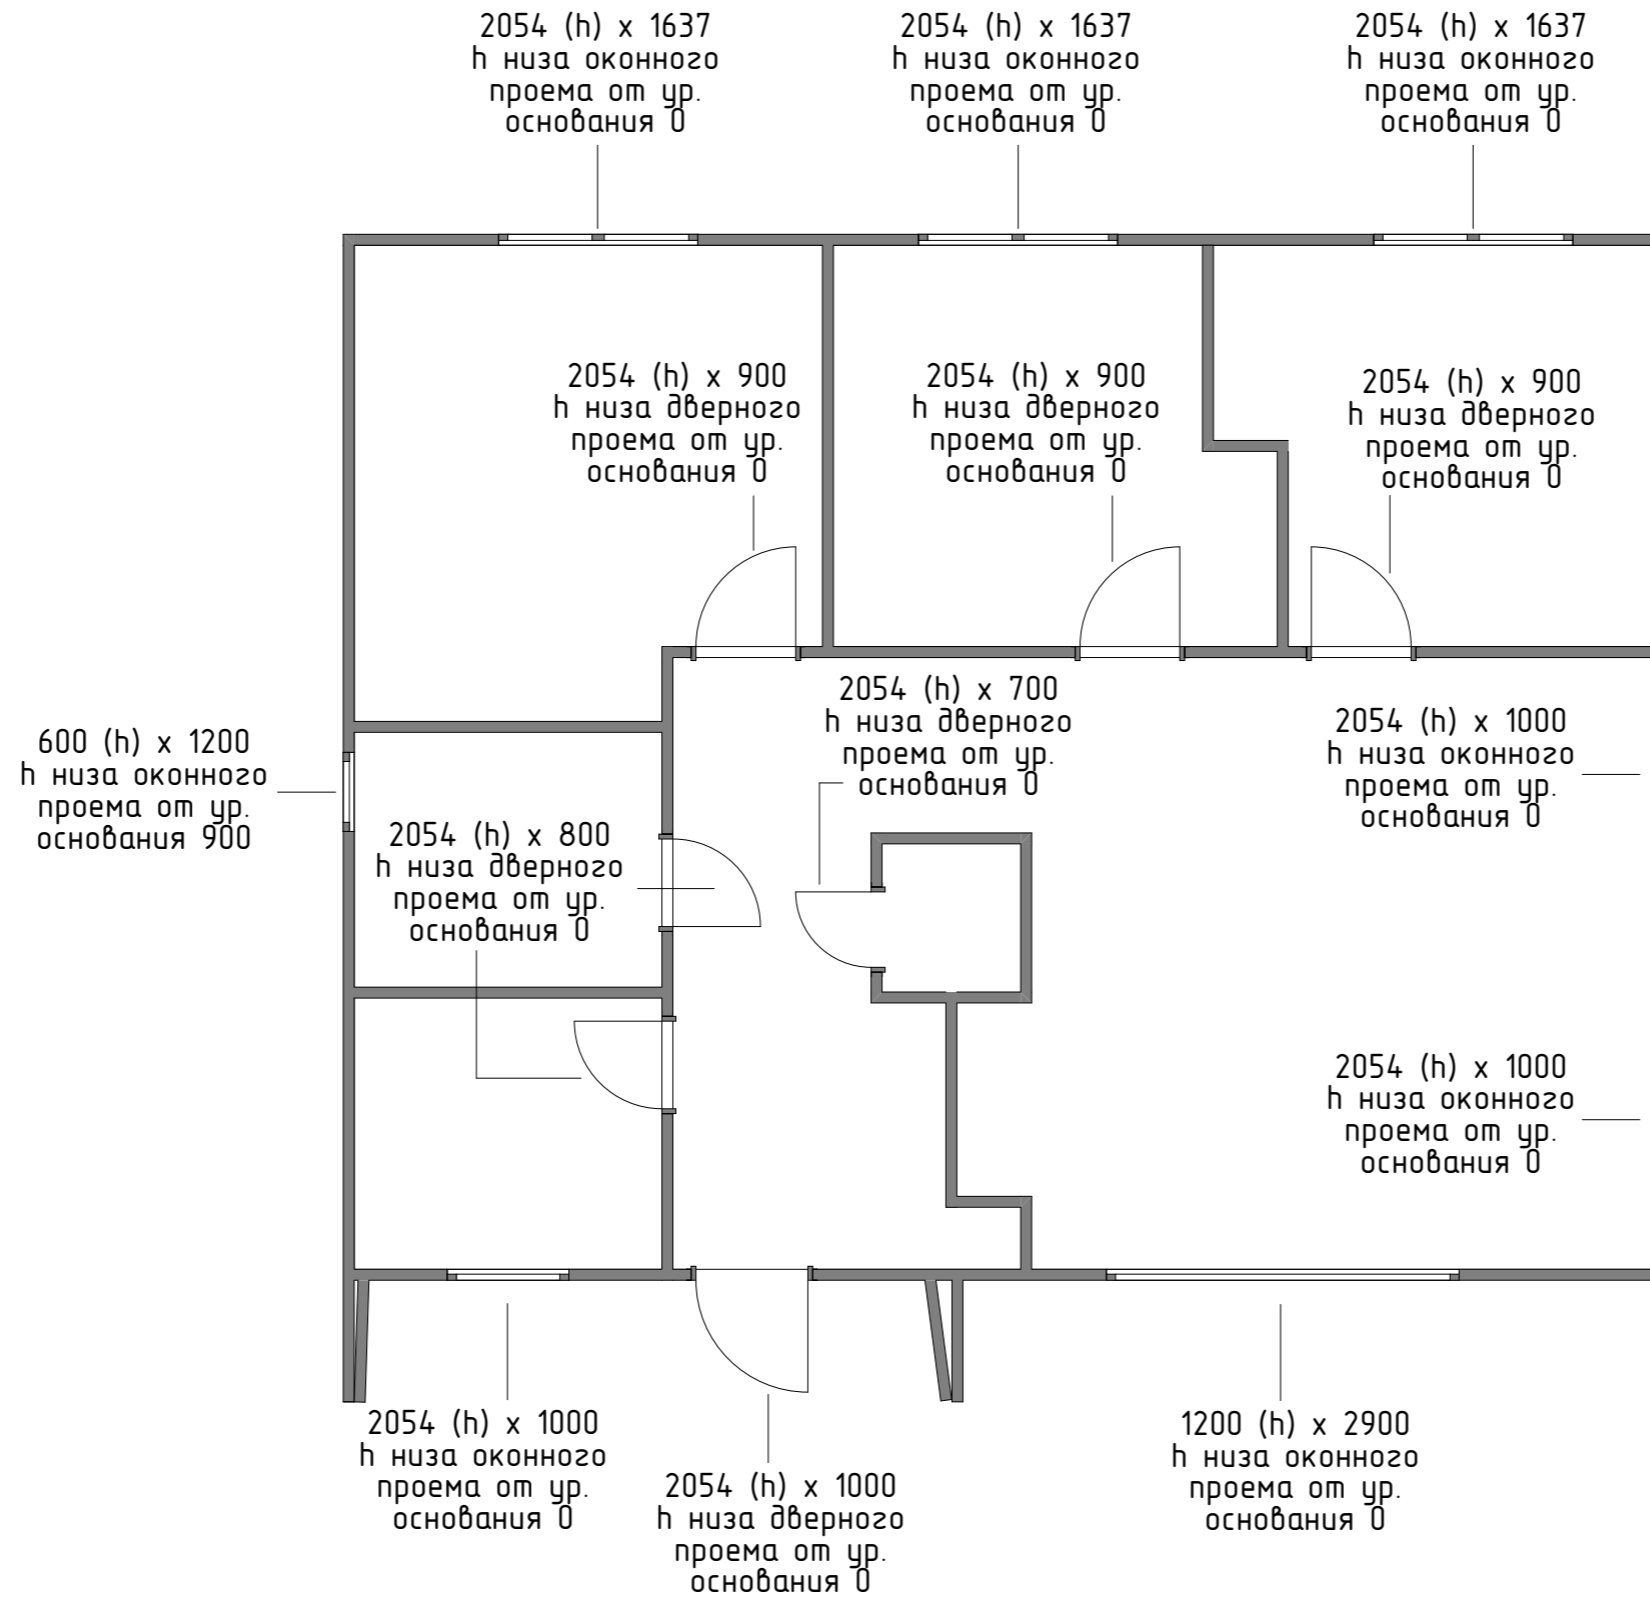 2054 (h) x 1637
h низа оконного
проема от ур.
основания 0
2054 (h) x 1637
h низа оконного
проема от ур.
основания 0
2054 (h) x 1637
h низа оконного
проема от ур.
основания 0
2054 (h) x 900
h низа дверного
проема от ур.
основания 0
2054 (h) x 900
h низа дверного
проема от ур.
основания 0
2054 (h) x 900
h низа дверного
проема от ур.
основания 0
2054 (h) x 700
h низа дверного
проема от ур.
основания 0
2054 (h) x 1000
h низа оконного
проема от ур.
основания 0
600 (h) x 1200
h низа оконного
проема от ур.
основания 900
2054 (h) x 800
h низа дверного
проема от ур.
основания 0
2054 (h) x 1000
h низа оконного
проема от ур.
основания 0
2054 (h) x 1000
h низа оконного
проема от ур.
основания 0
2054 (h) x 1000
h низа дверного
проема от ур.
основания 0
1200 (h) x 2900
h низа оконного
проема от ур.
основания 0